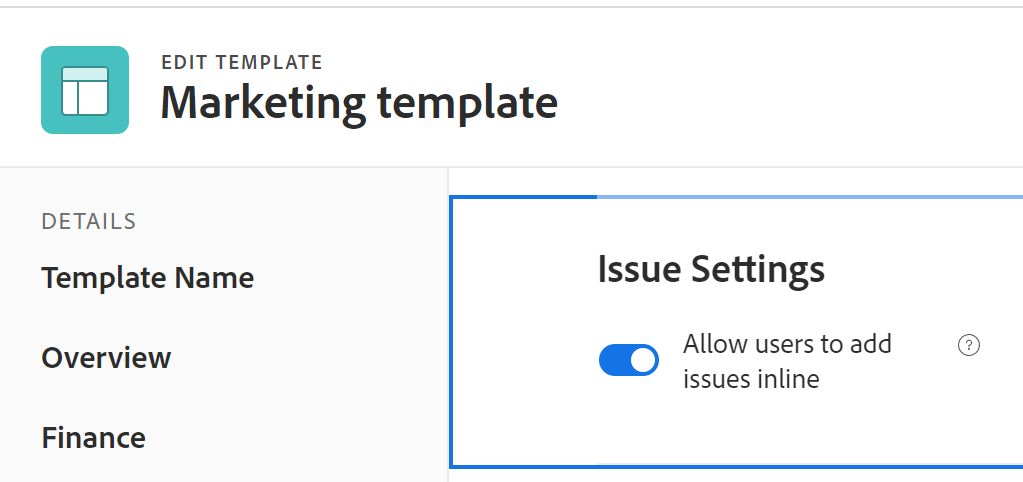 EDIT TEMPLATE
Marketing template
DETAILS
Template Name
Overview
Finance
Issue Settings
Allow users to add
issues inline
?